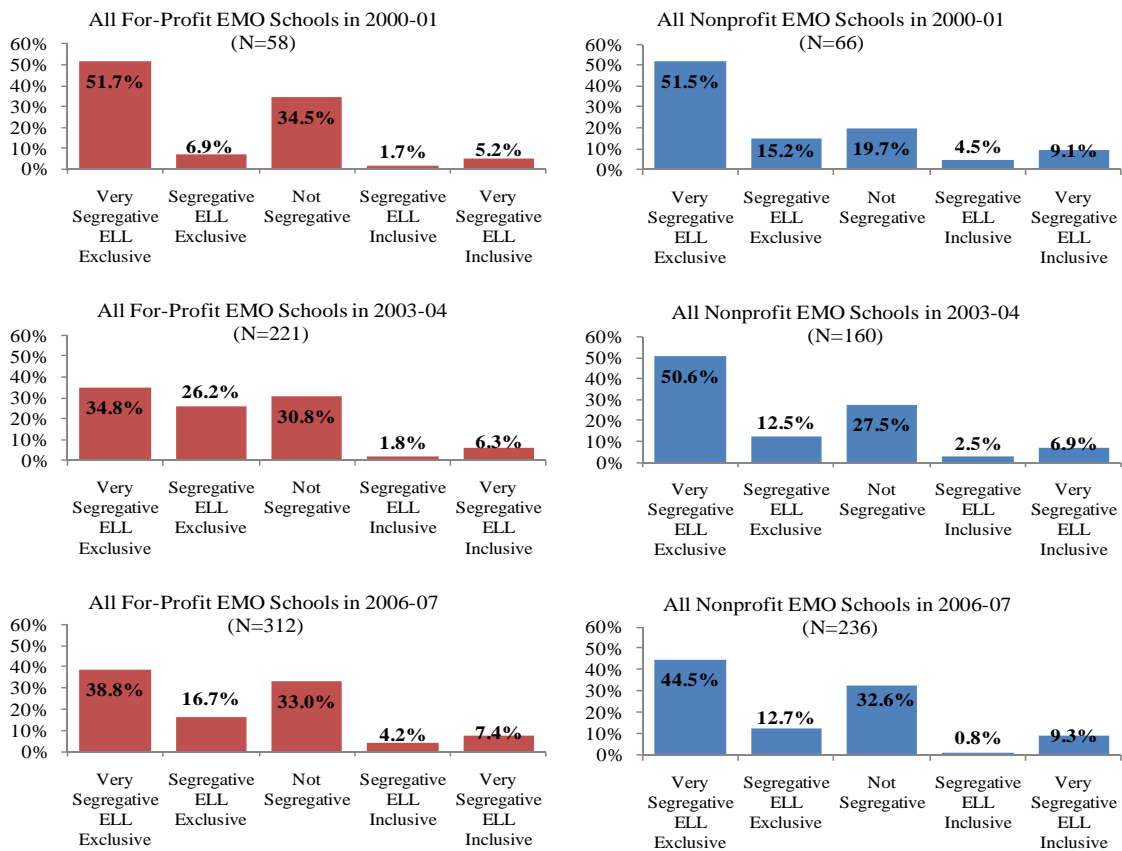 All For-Profit EMO Schools in 2000-01
(N=58)
60%
50%
40%
30%
20%
10%
0%
51.7%
6.9%
34.5%
1.7%
5.2%
Very
Segregative
ELL
Exclusive
Segregative
ELL
Exclusive
Not
Segregative
Segregative
ELL
Inclusive
Very
Segregative
ELL
Inclusive
All Nonprofit EMO Schools in 2000-01
(N=66)
60%
50%
40%
30%
20%
10%
0%
51.5%
15.2%
19.7%
4.5%
9.1%
Very
Segregative
ELL
Exclusive
Segregative
ELL
Exclusive
Not
Segregative
Segregative
ELL
Inclusive
Very
Segregative
ELL
Inclusive
All For-Profit EMO Schools in 2003-04
(N=221)
60%
50%
40%
30%
20%
10%
0%
34.8%
26.2%
30.8%
1.8%
6.3%
Very
Segregative
ELL
Exclusive
Segregative
ELL
Exclusive
Not
Segregative
Segregative
ELL
Inclusive
Very
Segregative
ELL
Inclusive
All Nonprofit EMO Schools in 2003-04
(N=160)
60%
50%
40%
30%
20%
10%
0%
50.6%
12.5%
27.5%
2.5%
6.9%
Very
Segregative
ELL
Exclusive
Segregative
ELL
Exclusive
Not
Segregative
Segregative
ELL
Inclusive
Very
Segregative
ELL
Inclusive
All For-Profit EMO Schools in 2006-07
(N=312)
60%
50%
40%
30%
20%
10%
0%
38.8%
16.7%
33.0%
4.2%
7.4%
Very
Segregative
ELL
Exclusive
Segregative
ELL
Exclusive
Not
Segregative
Segregative
ELL
Inclusive
Very
Segregative
ELL
Inclusive
All Nonprofit EMO Schools in 2006-07
(N=236)
60%
50%
40%
30%
20%
10%
0%
44.5%
12.7%
32.6%
0.8%
9.3%
Very
Segregative
ELL
Exclusive
Segregative
ELL
Exclusive
Not
Segregative
Segregative
ELL
Inclusive
Very
Segregative
ELL
Inclusive